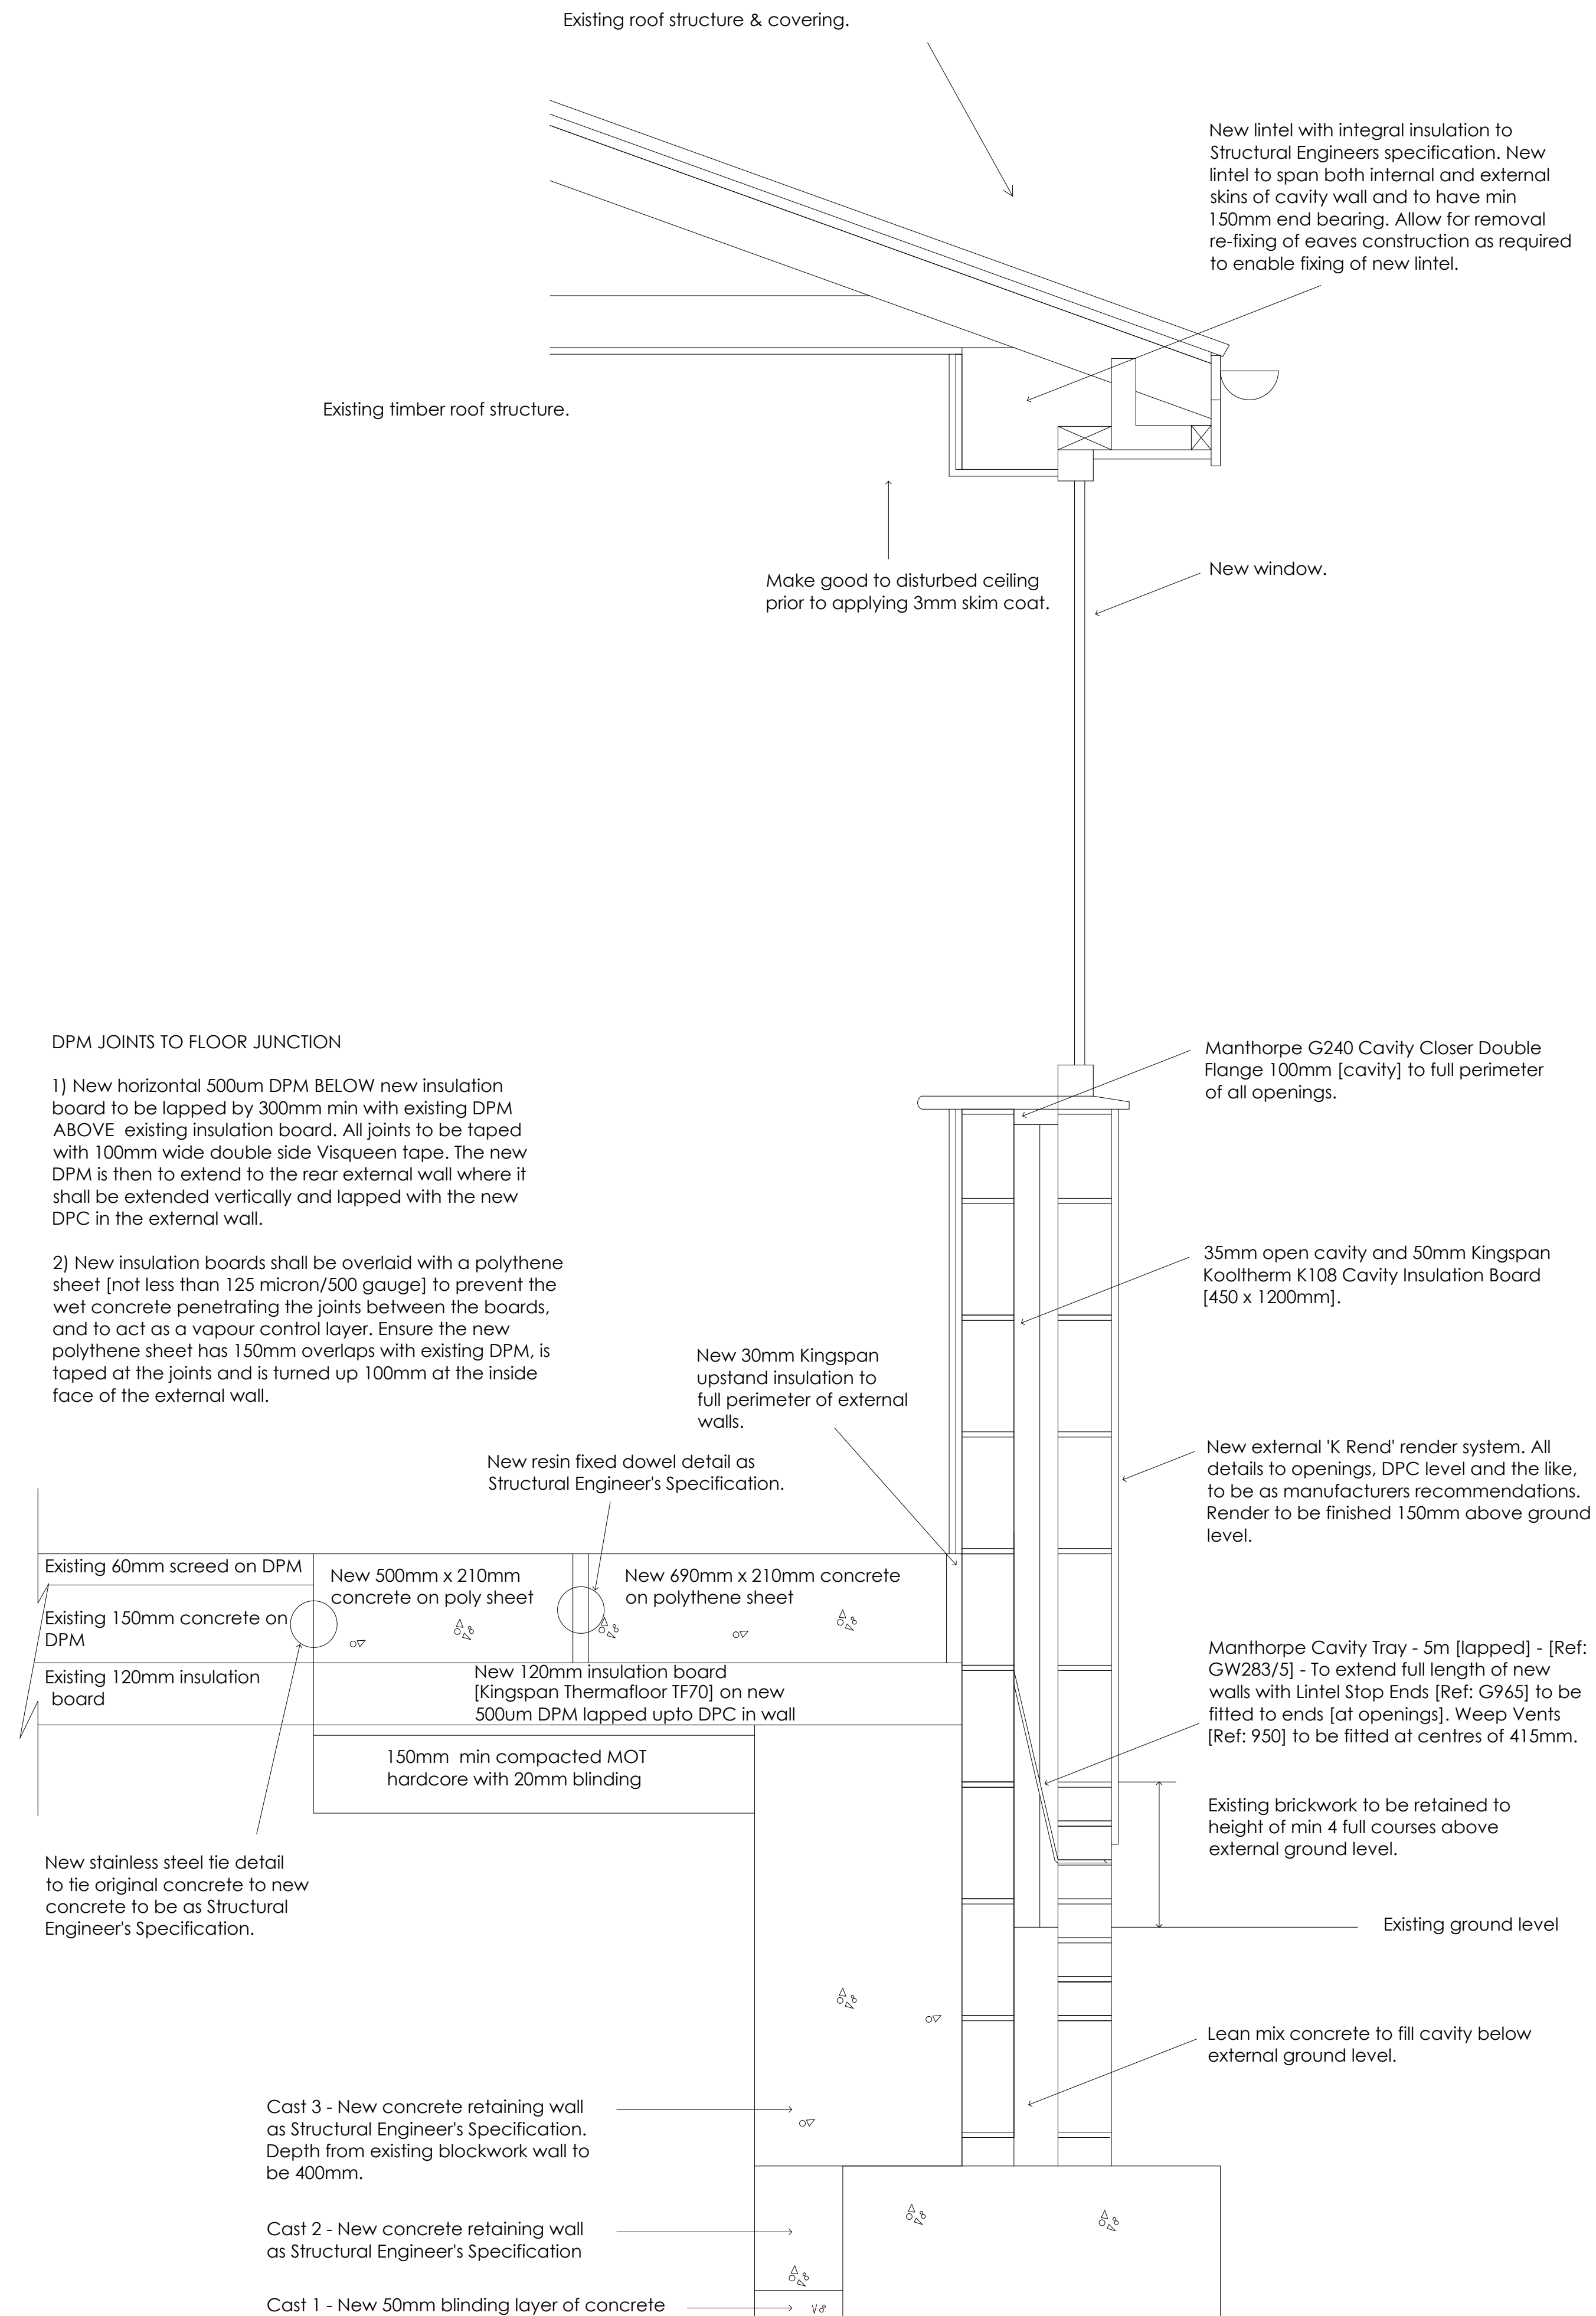 Existing roof structure & covering.
New lintel with integral insulation to
Structural Engineers specification. New
lintel to span both internal and external
skins of cavity wall and to have min
150mm end bearing. Allow for removal
re-fixing of eaves construction as required
to enable fixing of new lintel.
Existing timber roof structure.
Make good to disturbed ceiling
prior to applying 3mm skim coat.
New window.
DPM JOINTS TO FLOOR JUNCTION
1) New horizontal 500um DPM BELOW new insulation
board to be lapped by 300mm min with existing DPM
ABOVE existing insulation board. All joints to be taped
with 100mm wide double side Visqueen tape. The new
DPM is then to extend to the rear external wall where it
shall be extended vertically and lapped with the new
DPC in the external wall.
2) New insulation boards shall be overlaid with a polythene
sheet [not less than 125 micron/500 gauge] to prevent the
wet concrete penetrating the joints between the boards,
and to act as a vapour control layer. Ensure the new
polythene sheet has 150mm overlaps with existing DPM, is
taped at the joints and is turned up 100mm at the inside
face of the external wall.
Manthorpe G240 Cavity Closer Double
Flange 100mm [cavity] to full perimeter
of all openings.
35mm open cavity and 50mm Kingspan
Kooltherm K108 Cavity Insulation Board
[450 x 1200mm].
New 30mm Kingspan
upstand insulation to
full perimeter of external
walls.
New resin fixed dowel detail as
Structural Engineer's Specification.
New external 'K Rend' render system. All
details to openings, DPC level and the like,
to be as manufacturers recommendations.
Render to be finished 150mm above ground
level.
Existing 60mm screed on DPM
Existing 150mm concrete on
DPM
Existing 120mm insulation
board
New 500mm x 210mm
concrete on poly sheet
New 690mm x 210mm concrete
on polythene sheet
New 120mm insulation board
[Kingspan Thermafloor TF70] on new
500um DPM lapped upto DPC in wall
150mm min compacted MOT
hardcore with 20mm blinding
Manthorpe Cavity Tray - 5m [lapped] - [Ref:
GW283/5] - To extend full length of new
walls with Lintel Stop Ends [Ref: G965] to be
fitted to ends [at openings]. Weep Vents
[Ref: 950] to be fitted at centres of 415mm.
Existing brickwork to be retained to
height of min 4 full courses above
external ground level.
New stainless steel tie detail
to tie original concrete to new
concrete to be as Structural
Engineer's Specification.
Existing ground level
Lean mix concrete to fill cavity below
external ground level.
Cast 3 - New concrete retaining wall
as Structural Engineer's Specification.
Depth from existing blockwork wall to
be 400mm.
Cast 2 - New concrete retaining wall
as Structural Engineer's Specification
Cast 1 - New 50mm blinding layer of concrete